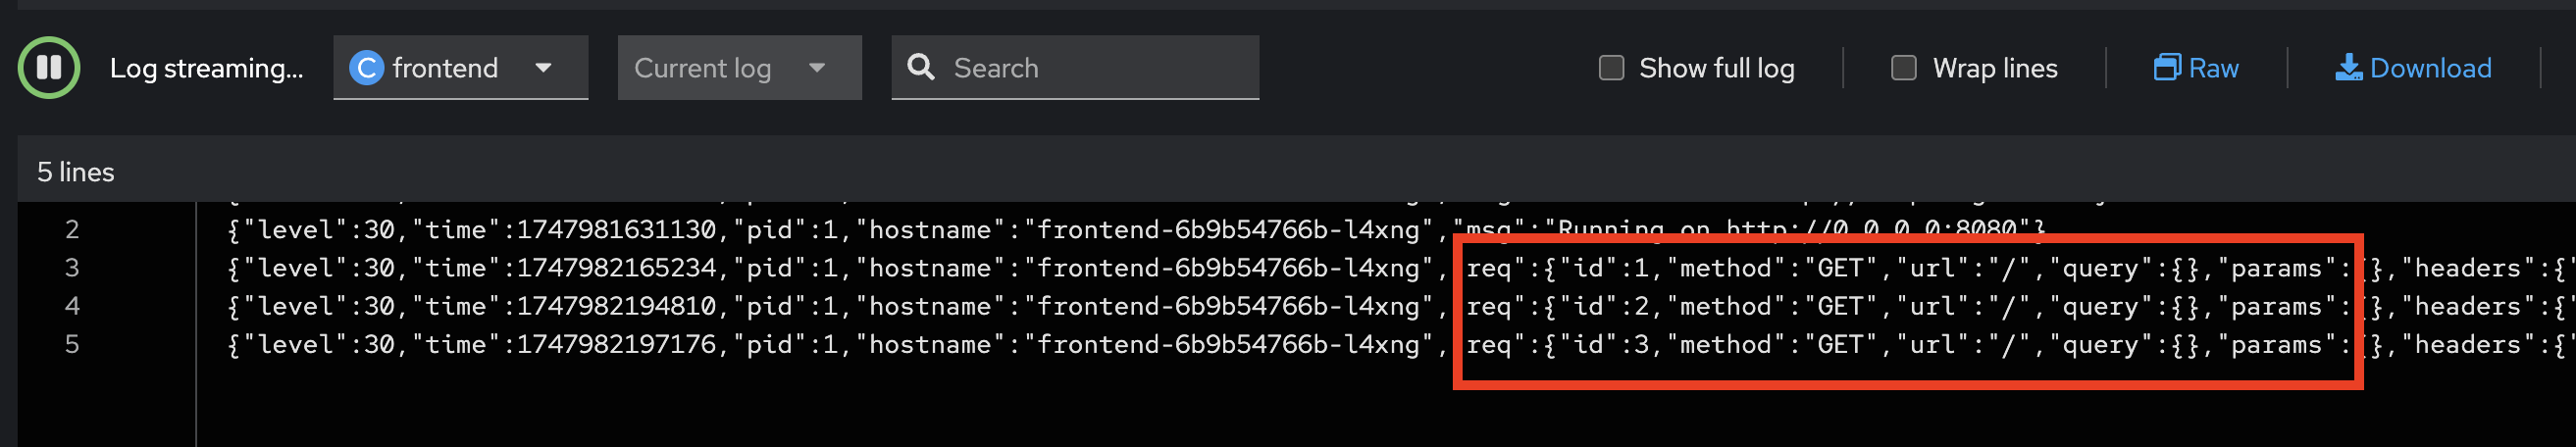 Log streaming...
C frontend
Current log
Search
Show full log
Wrap lines
Raw
Download
5 lines
2 {"level":30,"time":1747981631130,"pid":1,"hostname":"frontend-6b9b54766b-l4xng","msg":"Running on http://0.0.0.0:8080"}
3 {"level":30,"time":1747982165234,"pid":1,"hostname":"frontend-6b9b54766b-l4xng", req":{"id":1,"method":"GET","url":"/","query":{},"params":{},"headers":{"
4 {"level":30,"time":1747982194810,"pid":1,"hostname":"frontend-6b9b54766b-l4xng", req":{"id":2,"method":"GET","url":"/","query":{},"params":{},"headers":{"
5 {"level":30,"time":1747982197176,"pid":1,"hostname":"frontend-6b9b54766b-l4xng", req":{"id":3,"method":"GET","url":"/","query":{},"params":{},"headers":{"